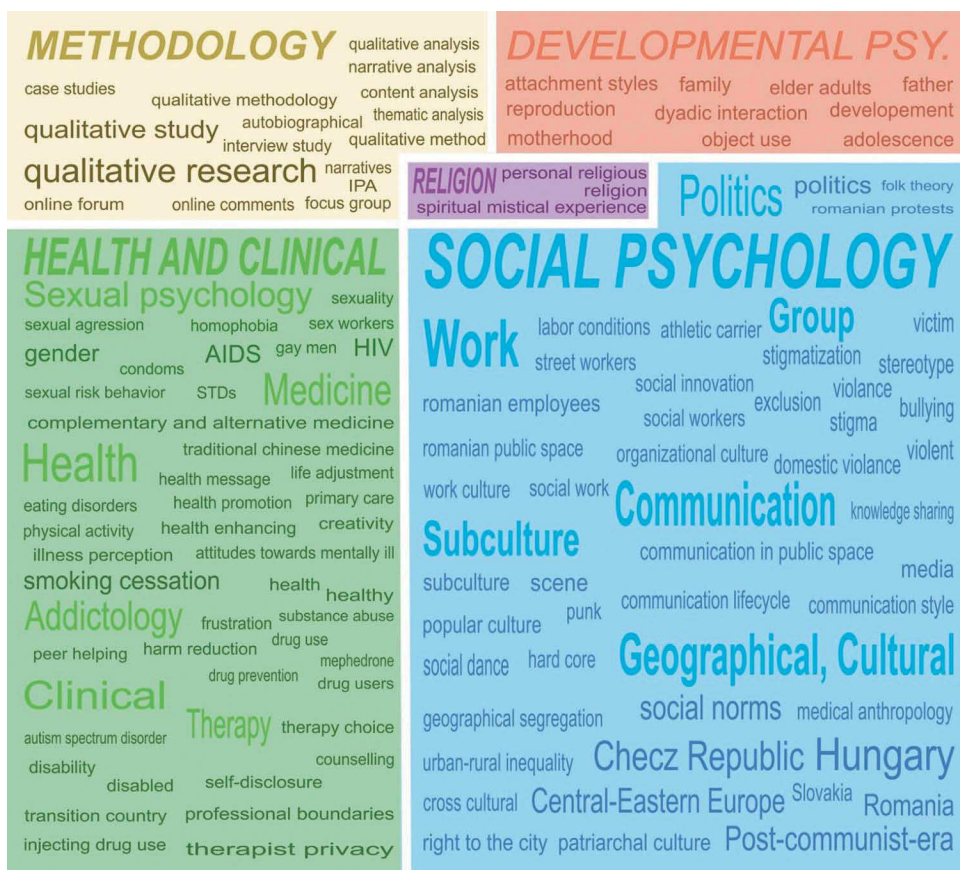 METHODOLOGY
qualitative analysis
narrative analysis
case studies
content analysis
qualitative methodology
qualitative study
autobiographical
thematic analysis
interview study
qualitative method
qualitative research
narratives
IPA
online forum
online comments
focus group
DEVELOPMENTAL PSY.
attachment styles family elder adults father
reproduction dyadic interaction developement
motherhood object use adolescence
RELIGION
personal religious
religion
spiritual mistical experience
HEALTH AND CLINICAL
Sexual psychology sexuality
sexual agression homophobia sex workers
gender AIDS gay men HIV
condoms
sexual risk behavior STDs Medicine
complementary and alternative medicine
Health
traditional chinese medicine
health message life adjustment
eating disorders health promotion primary care
physical activity health enhancing creativity
illness perception attitudes towards mentally ill
smoking cessation health
healthy
Addictology frustration substance abuse
drug use
peer helping harm reduction
mephedrone
drug prevention drug users
Clinical
Therapy therapy choice
autism spectrum disorder
counselling
disability
disabled self-disclosure
transition country professional boundaries
injecting drug use therapist privacy
Politics politics folk theory
romanian protests
SOCIAL PSYCHOLOGY
Work labor conditions athletic carrier Group victim
street workers stigmatization stereotype
social innovation violance
romanian employees exclusion bullying
social workers stigma
romanian public space organizational culture domestic violance violent
work culture social work Communication knowledge sharing
Subculture communication in public space
media
subculture scene
communication lifecycle communication style
popular culture punk
social dance hard core Geographical, Cultural
geographical segregation social norms medical anthropology
urban-rural inequality Checz Republic Hungary
cross cultural Central-Eastern Europe Slovakia Romania
right to the city patriarchal culture Post-communist-era